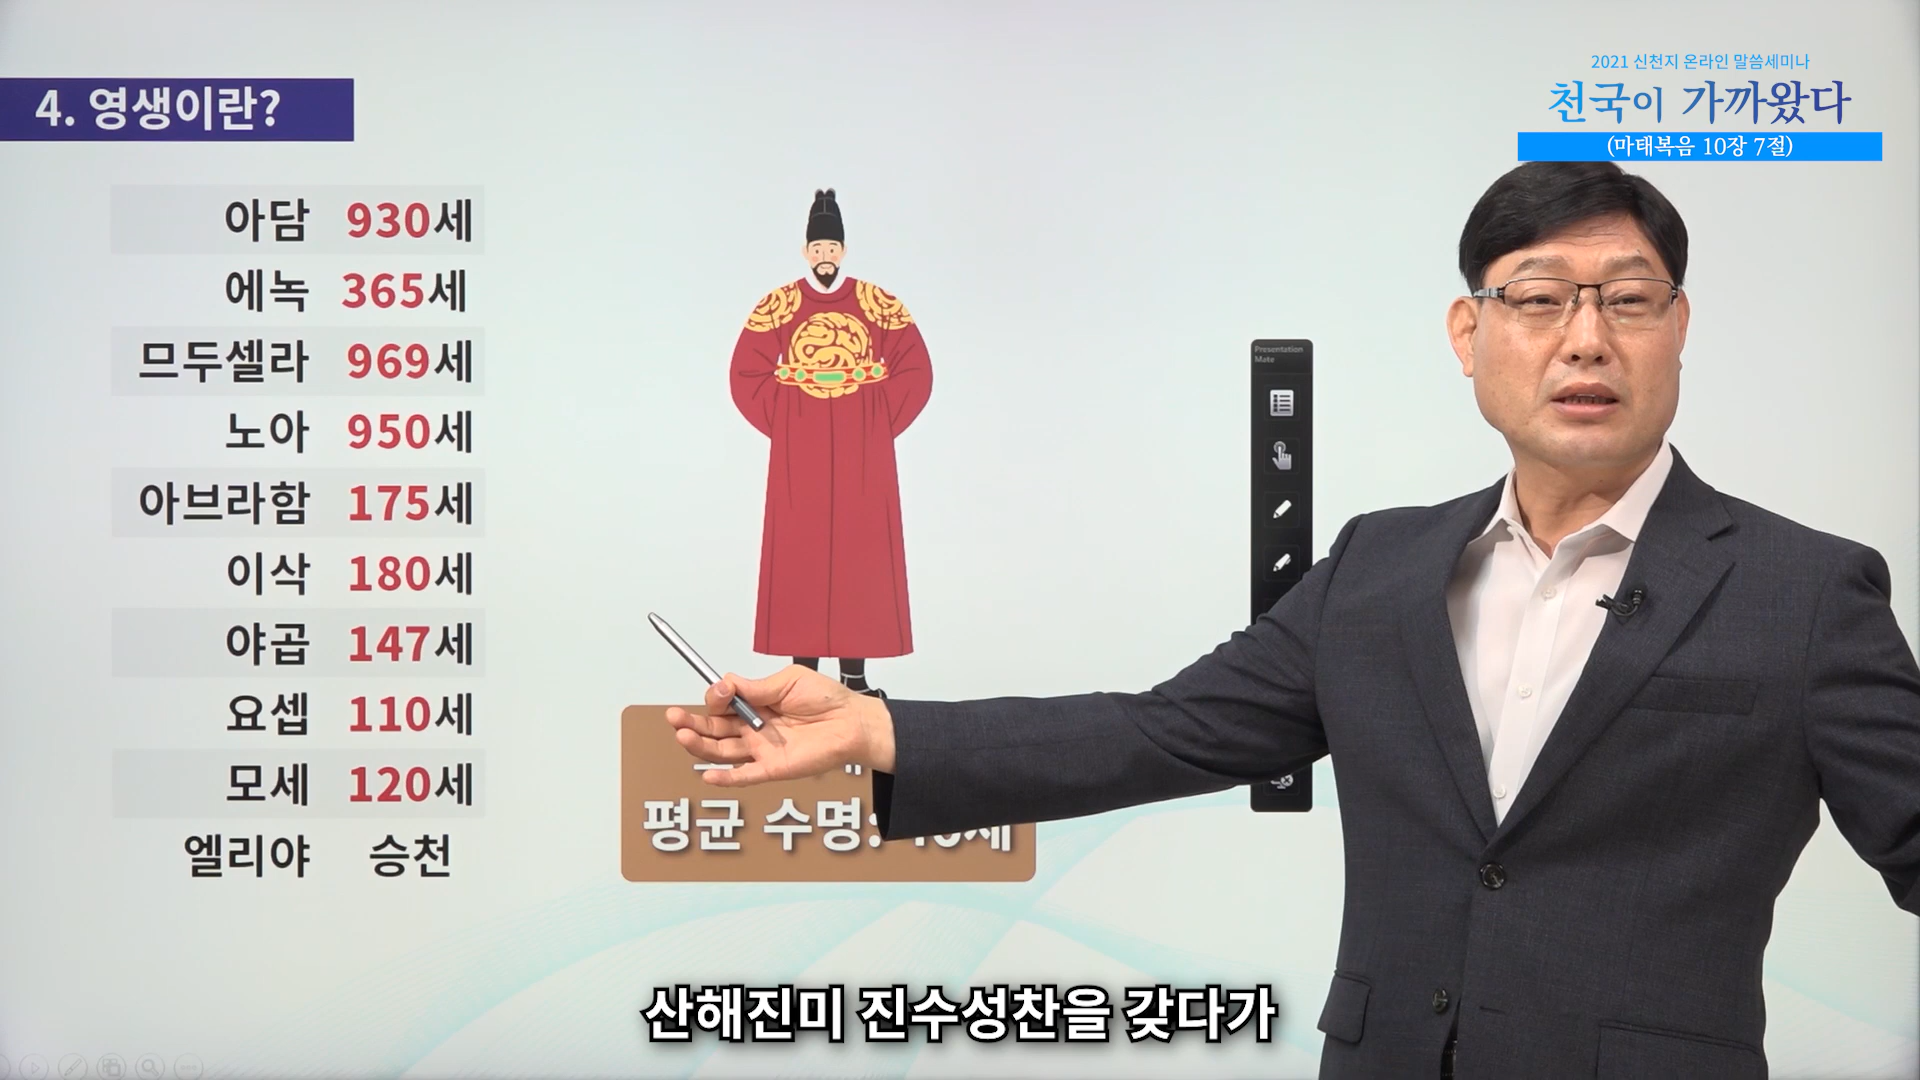 2021 신천지 온라인 말씀세미나
천국이 가까왔다
(마태복음 10장 7절)
4. 영생이란?
아담 930세
에녹 365세
므두셀라 969세
노아 950세
아브라함 175세
이삭 180세
야곱 147세
요셉 110세
모세 120세
엘리야 승천
Presentation
Mate
평균 수명:
산해진미 진수성찬을 갖다가